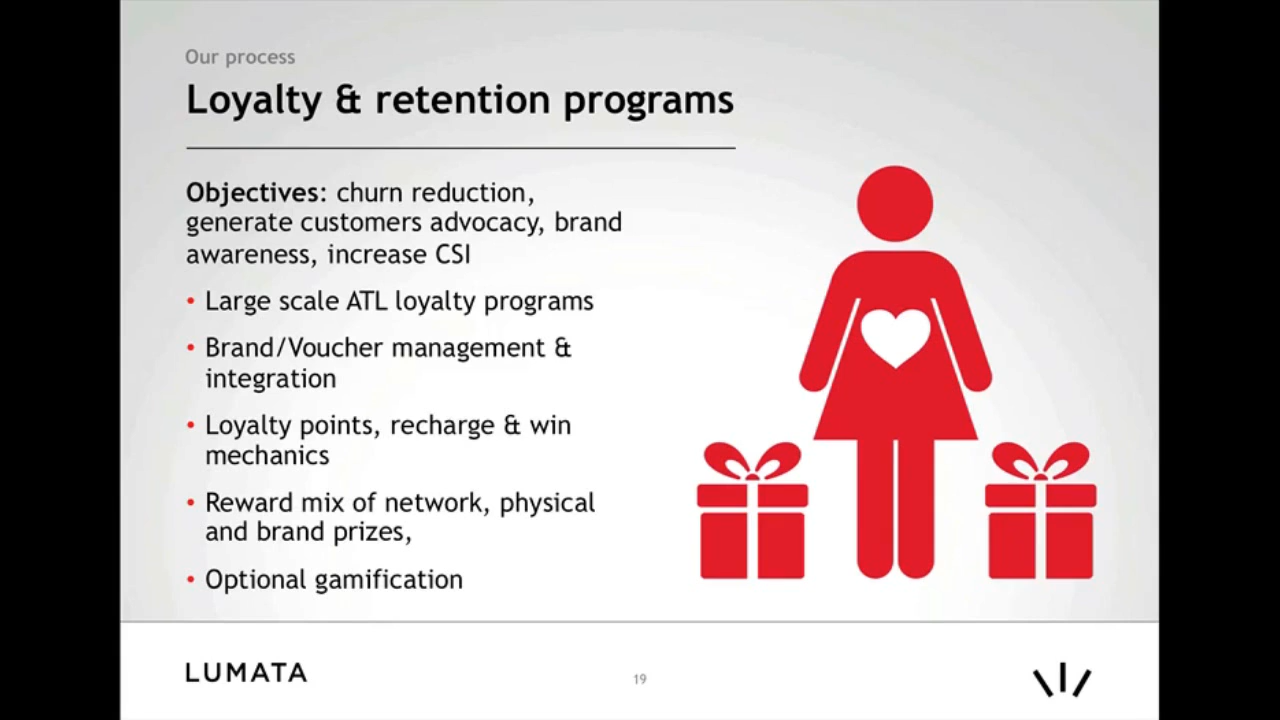 Our process
Loyalty & retention programs
Objectives: churn reduction,
generate customers advocacy, brand
awareness, increase CSI
• Large scale ATL loyalty programs
• Brand/Voucher management &
integration
• Loyalty points, recharge & win
mechanics
• Reward mix of network, physical
and brand prizes,
• Optional gamification
LUMATA
19